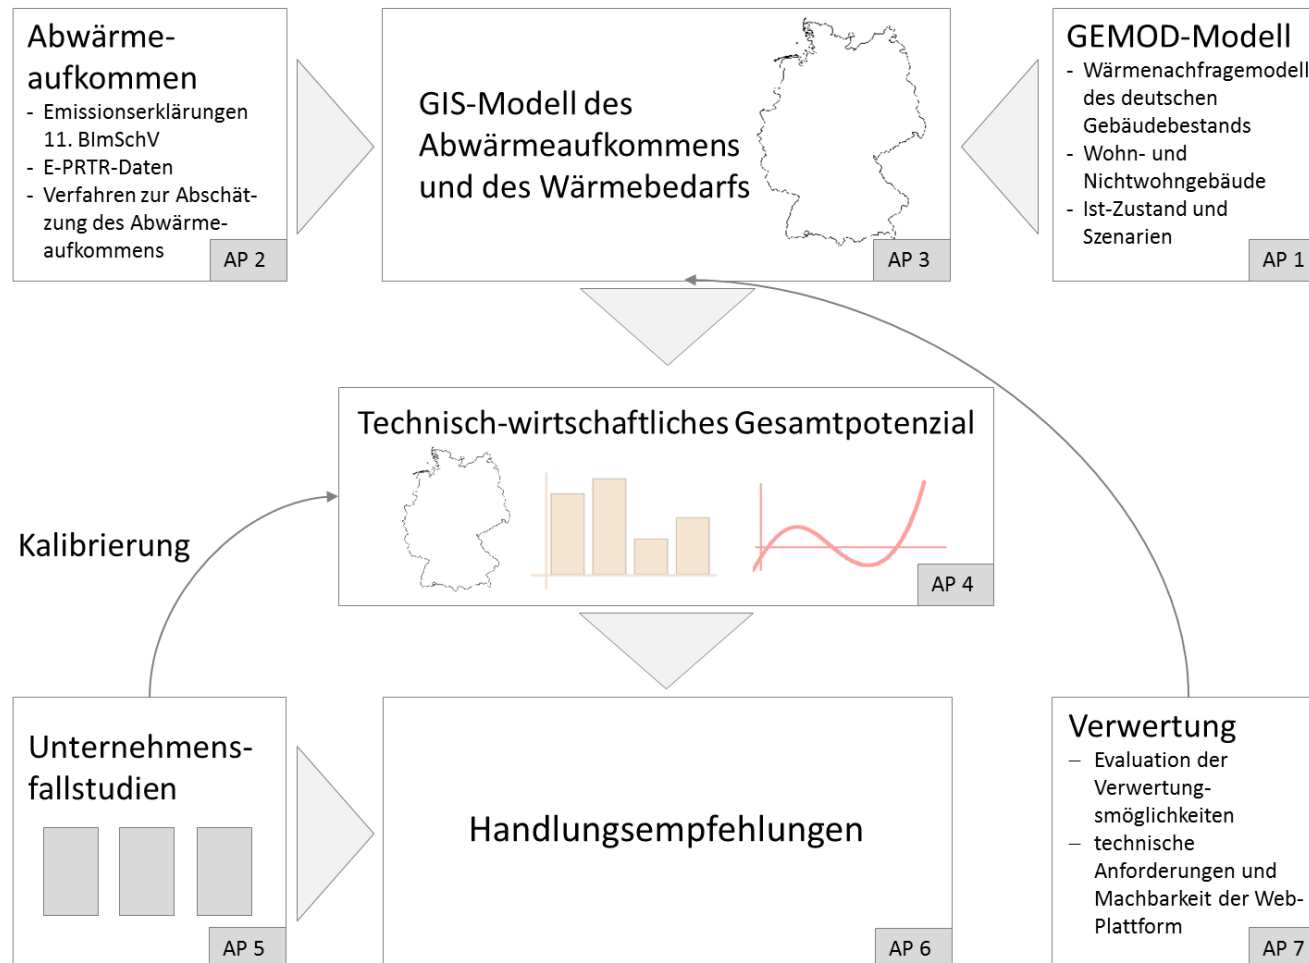 Abwärme-
aufkommen
- Emissionserklärungen
11. BImSchV
- E-PRTR-Daten
- Verfahren zur Abschät-
zung des Abwärme-
aufkommens
AP 2
GIS-Modell des
Abwärmeaufkommens
und des Wärmebedarfs
AP 3
GEMOD-Modell
- Wärmenachfragemodell
des deutschen
Gebäudebestands
- Wohn- und
Nichtwohngebäude
- Ist-Zustand und
Szenarien
AP 1
Technisch-wirtschaftliches Gesamtpotenzial
AP 4
Kalibrierung
Unternehmens-
fallstudien
AP 5
Handlungsempfehlungen
AP 6
Verwertung
– Evaluation der
Verwertung-
smöglichkeiten
– technische
Anforderungen und
Machbarkeit der Web-
Plattform
AP 7